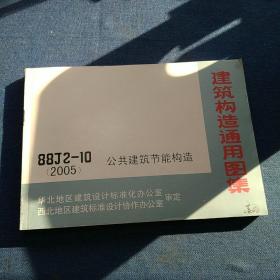 建筑构造通用图集
88J2-10
(2005)
公共建筑节能构造
华北地区建筑设计标准化办公室
西北地区建筑标准设计协作办公室
审定